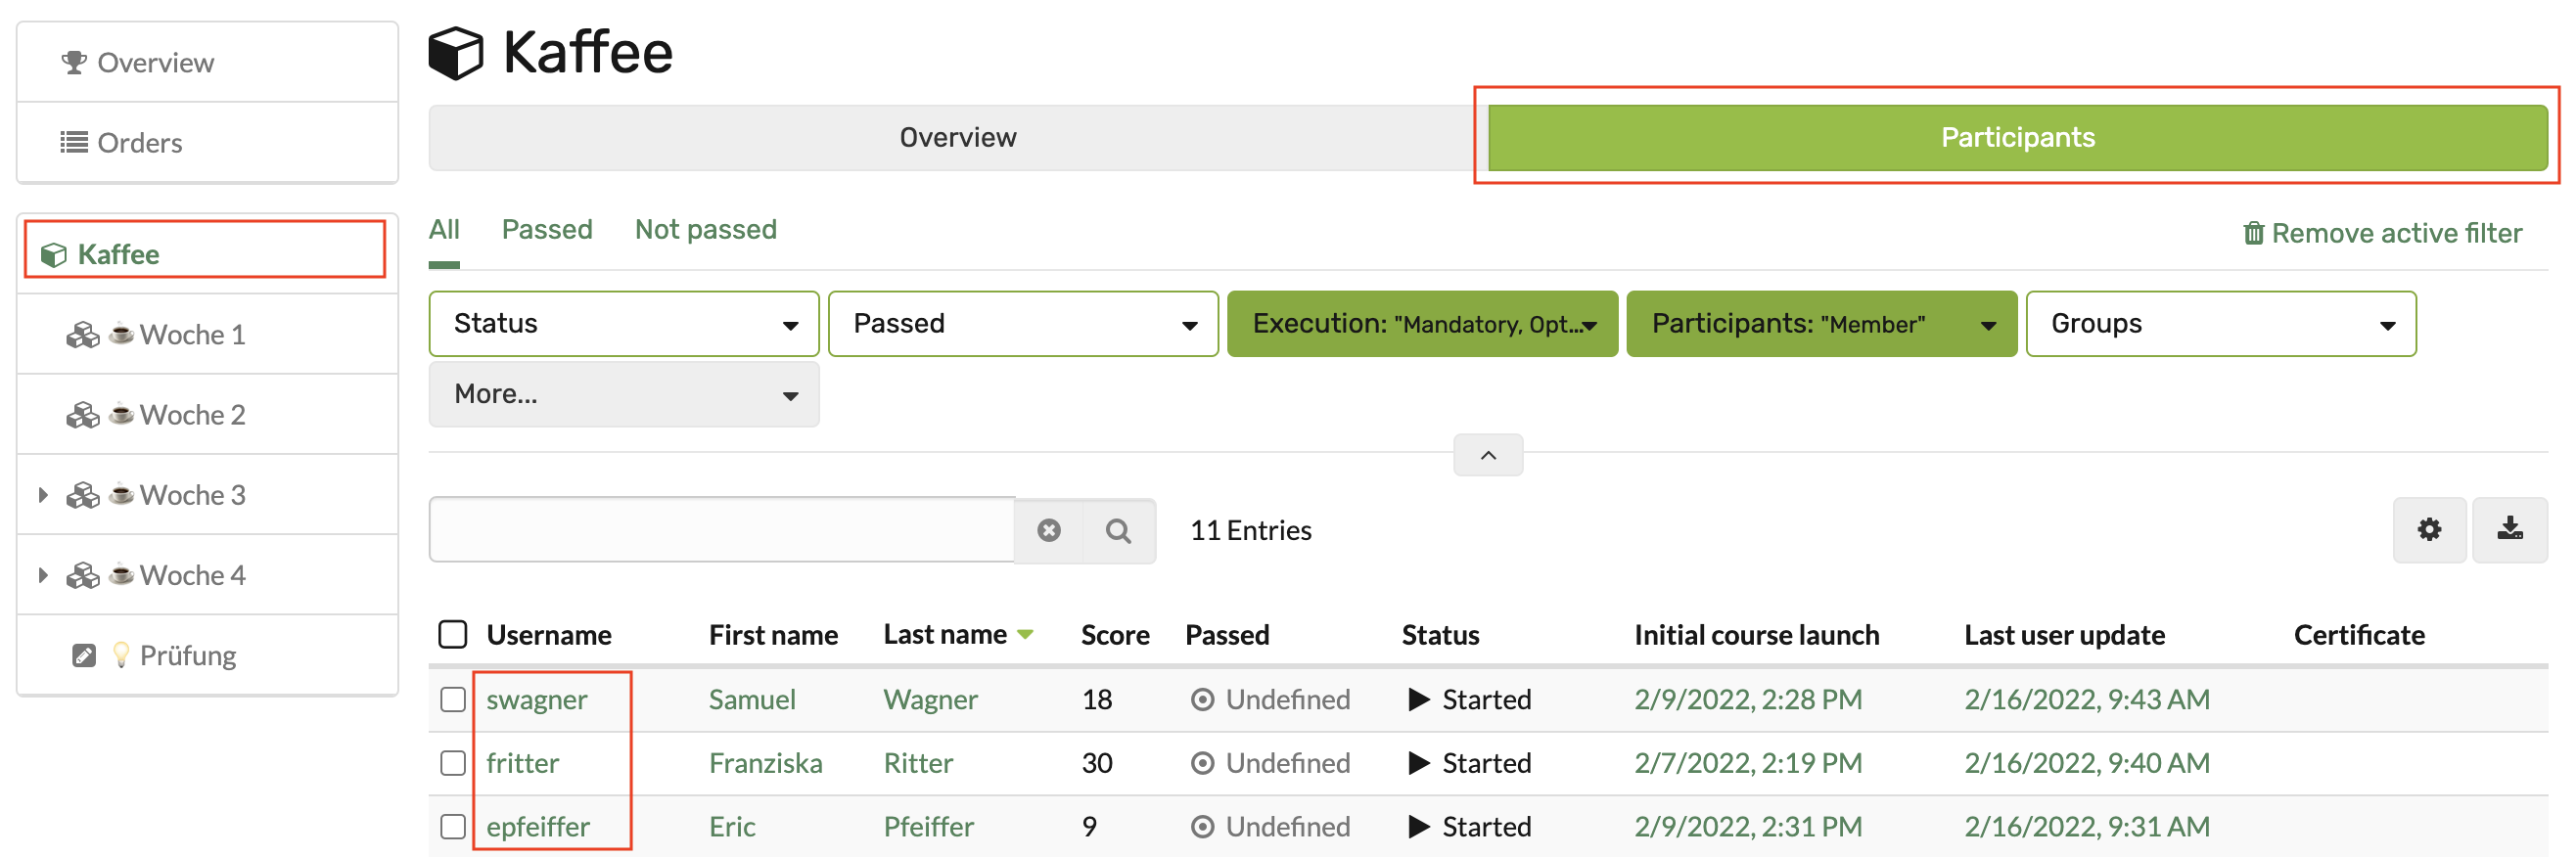 Overview
Orders
Kaffee
Woche 1
Woche 2
Woche 3
Woche 4
Prüfung
Kaffee
Overview Participants
All Passed Not passed Remove active filter
Status Passed Execution: "Mandatory, Opt... Participants: "Member" Groups
More...
11 Entries
Username First name Last name Score Passed Status Initial course launch Last user update Certificate
swagner Samuel Wagner 18 Undefined Started 2/9/2022, 2:28 PM 2/16/2022, 9:43 AM
fritter Franziska Ritter 30 Undefined Started 2/7/2022, 2:19 PM 2/16/2022, 9:40 AM
epfeiffer Eric Pfeiffer 9 Undefined Started 2/9/2022, 2:31 PM 2/16/2022, 9:31 AM